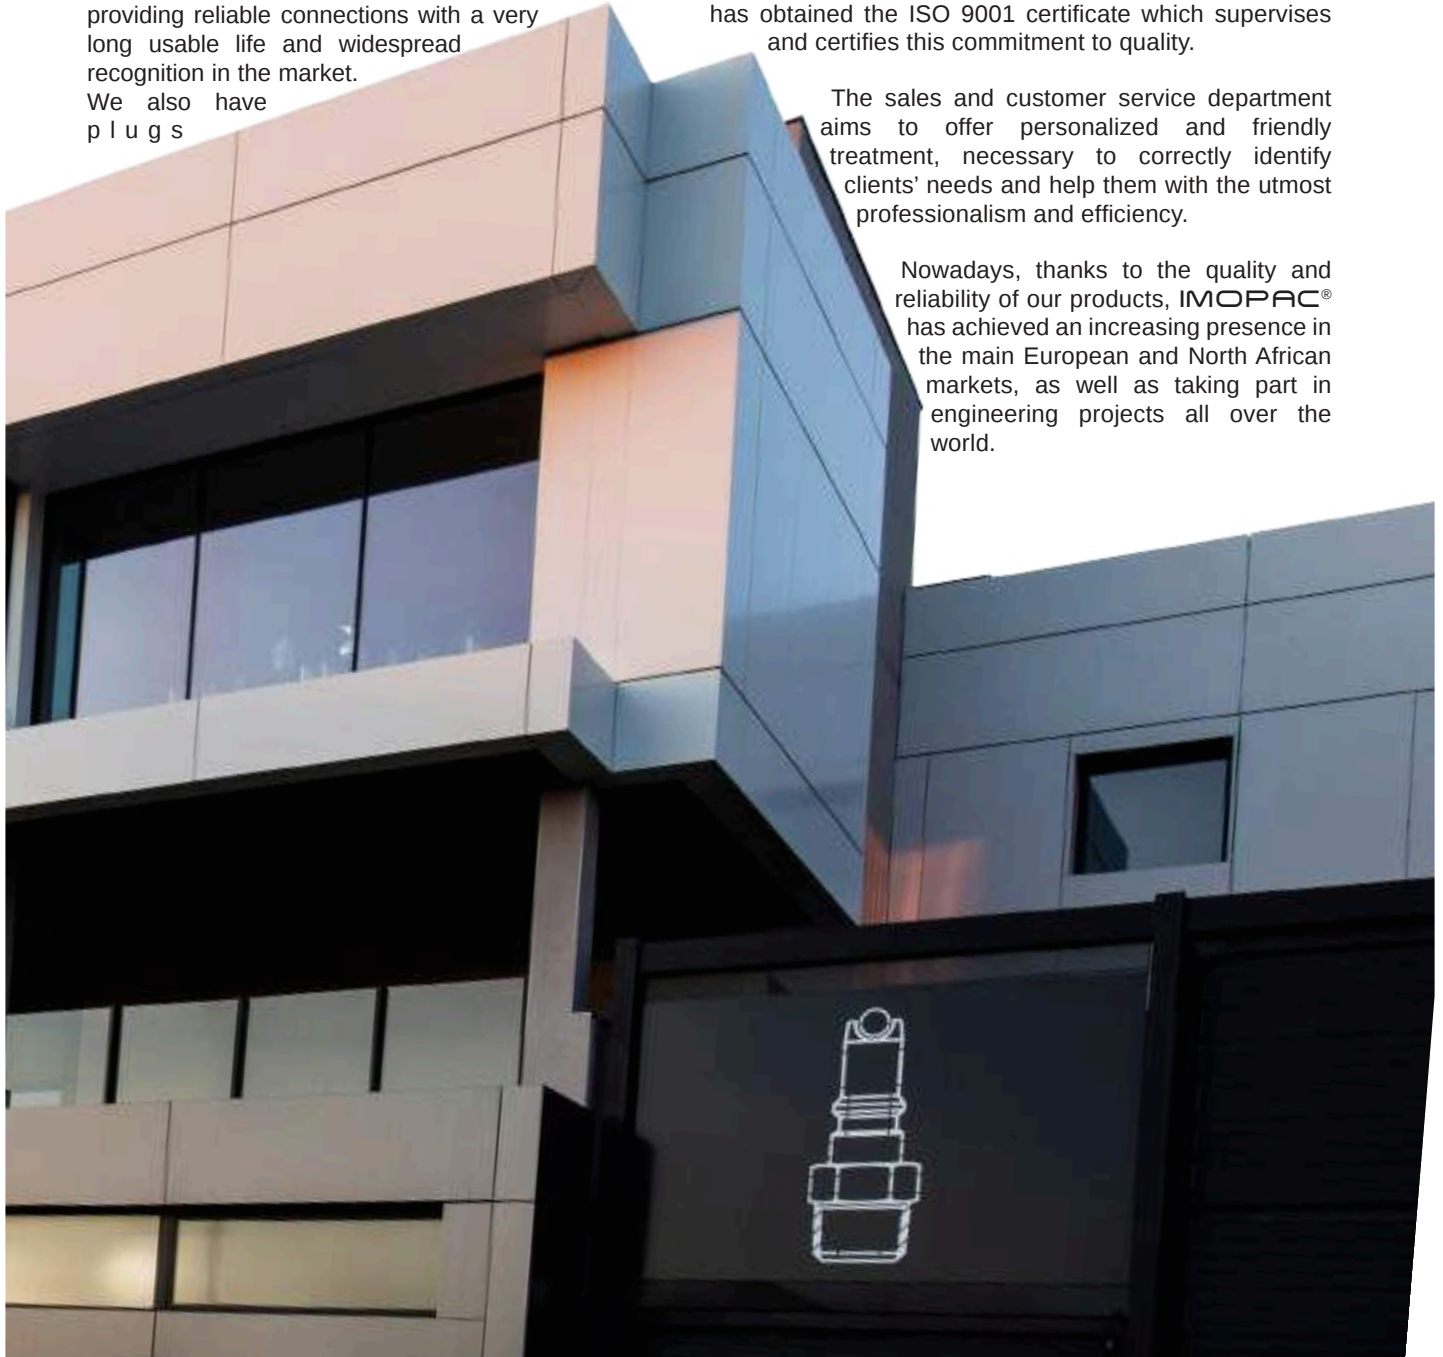 providing reliable connections with a very
long usable life and widespread
recognition in the market.
We also have
plugs
has obtained the ISO 9001 certificate which supervises
and certifies this commitment to quality.
The sales and customer service department
aims to offer personalized and friendly
treatment, necessary to correctly identify
clients’ needs and help them with the utmost
professionalism and efficiency.
Nowadays, thanks to the quality and
reliability of our products, IMOPAC®
has achieved an increasing presence in
the main European and North African
markets, as well as taking part in
engineering projects all over the
world.